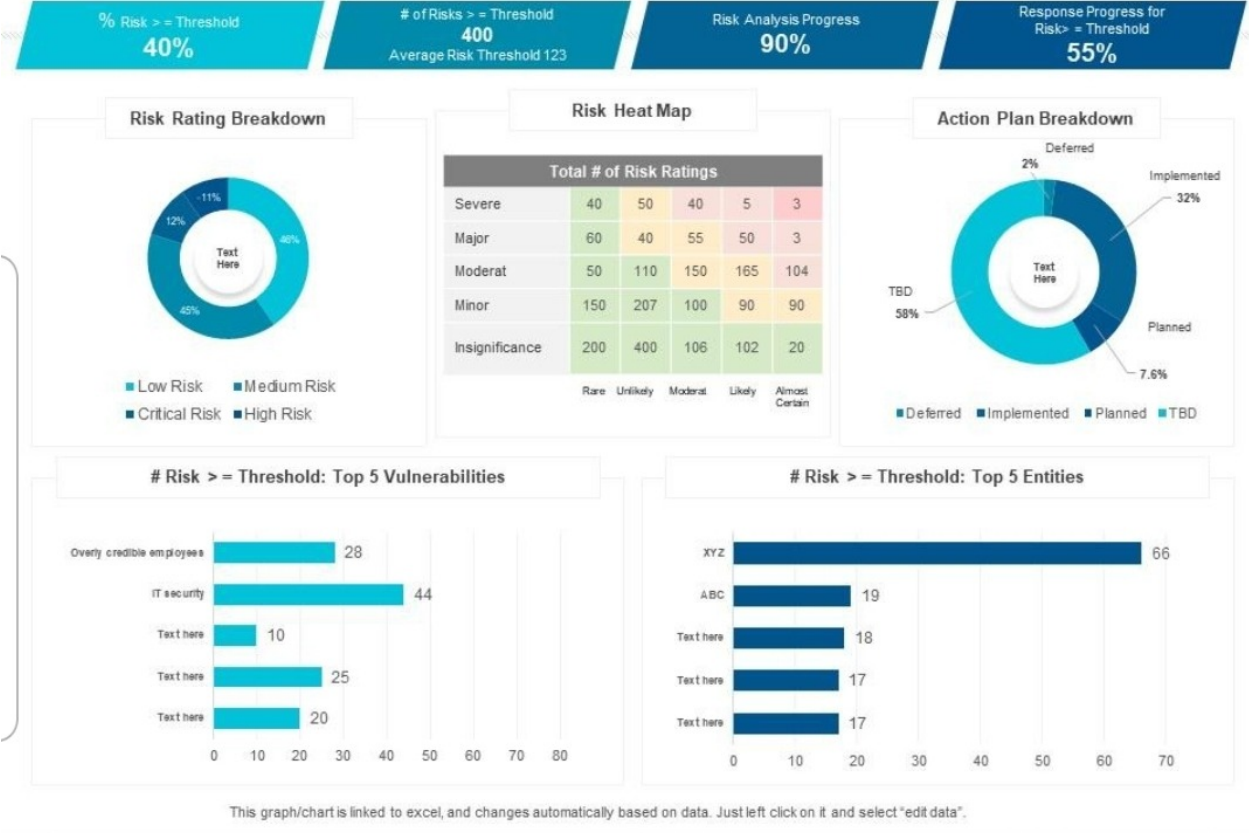 % Risk > = Threshold
40%
# of Risks > = Threshold
400
Average Risk Threshold 123
Risk Analysis Progress
90%
Response Progress for
Risk> = Threshold
55%
Risk Rating Breakdown
-11%
12%
46%
45%
Text
Here
Low Risk Medium Risk
Critical Risk High Risk
Risk Heat Map
Total # of Risk Ratings
Severe 40 50 40 5 3
Major 60 40 55 50 3
Moderat 50 110 150 165 104
Minor 150 207 100 90 90
Insignificance 200 400 106 102 20
Rare Unlikely Moderat Likely Almost
Certain
Action Plan Breakdown
Deferred
2%
Implemented
32%
Text
Here
TBD
58%
Planned
7.6%
Deferred Implemented Planned TBD
# Risk > = Threshold: Top 5 Vulnerabilities
Overly credible employees 28
IT security 44
Text here 10
Text here 25
Text here 20
0 10 20 30 40 50 60 70 80
# Risk > = Threshold: Top 5 Entities
XYZ 66
ABC 19
Text here 18
Text here 17
Text here 17
0 10 20 30 40 50 60 70
This graph/chart is linked to excel, and changes automatically based on data. Just left click on it and select “edit data”.